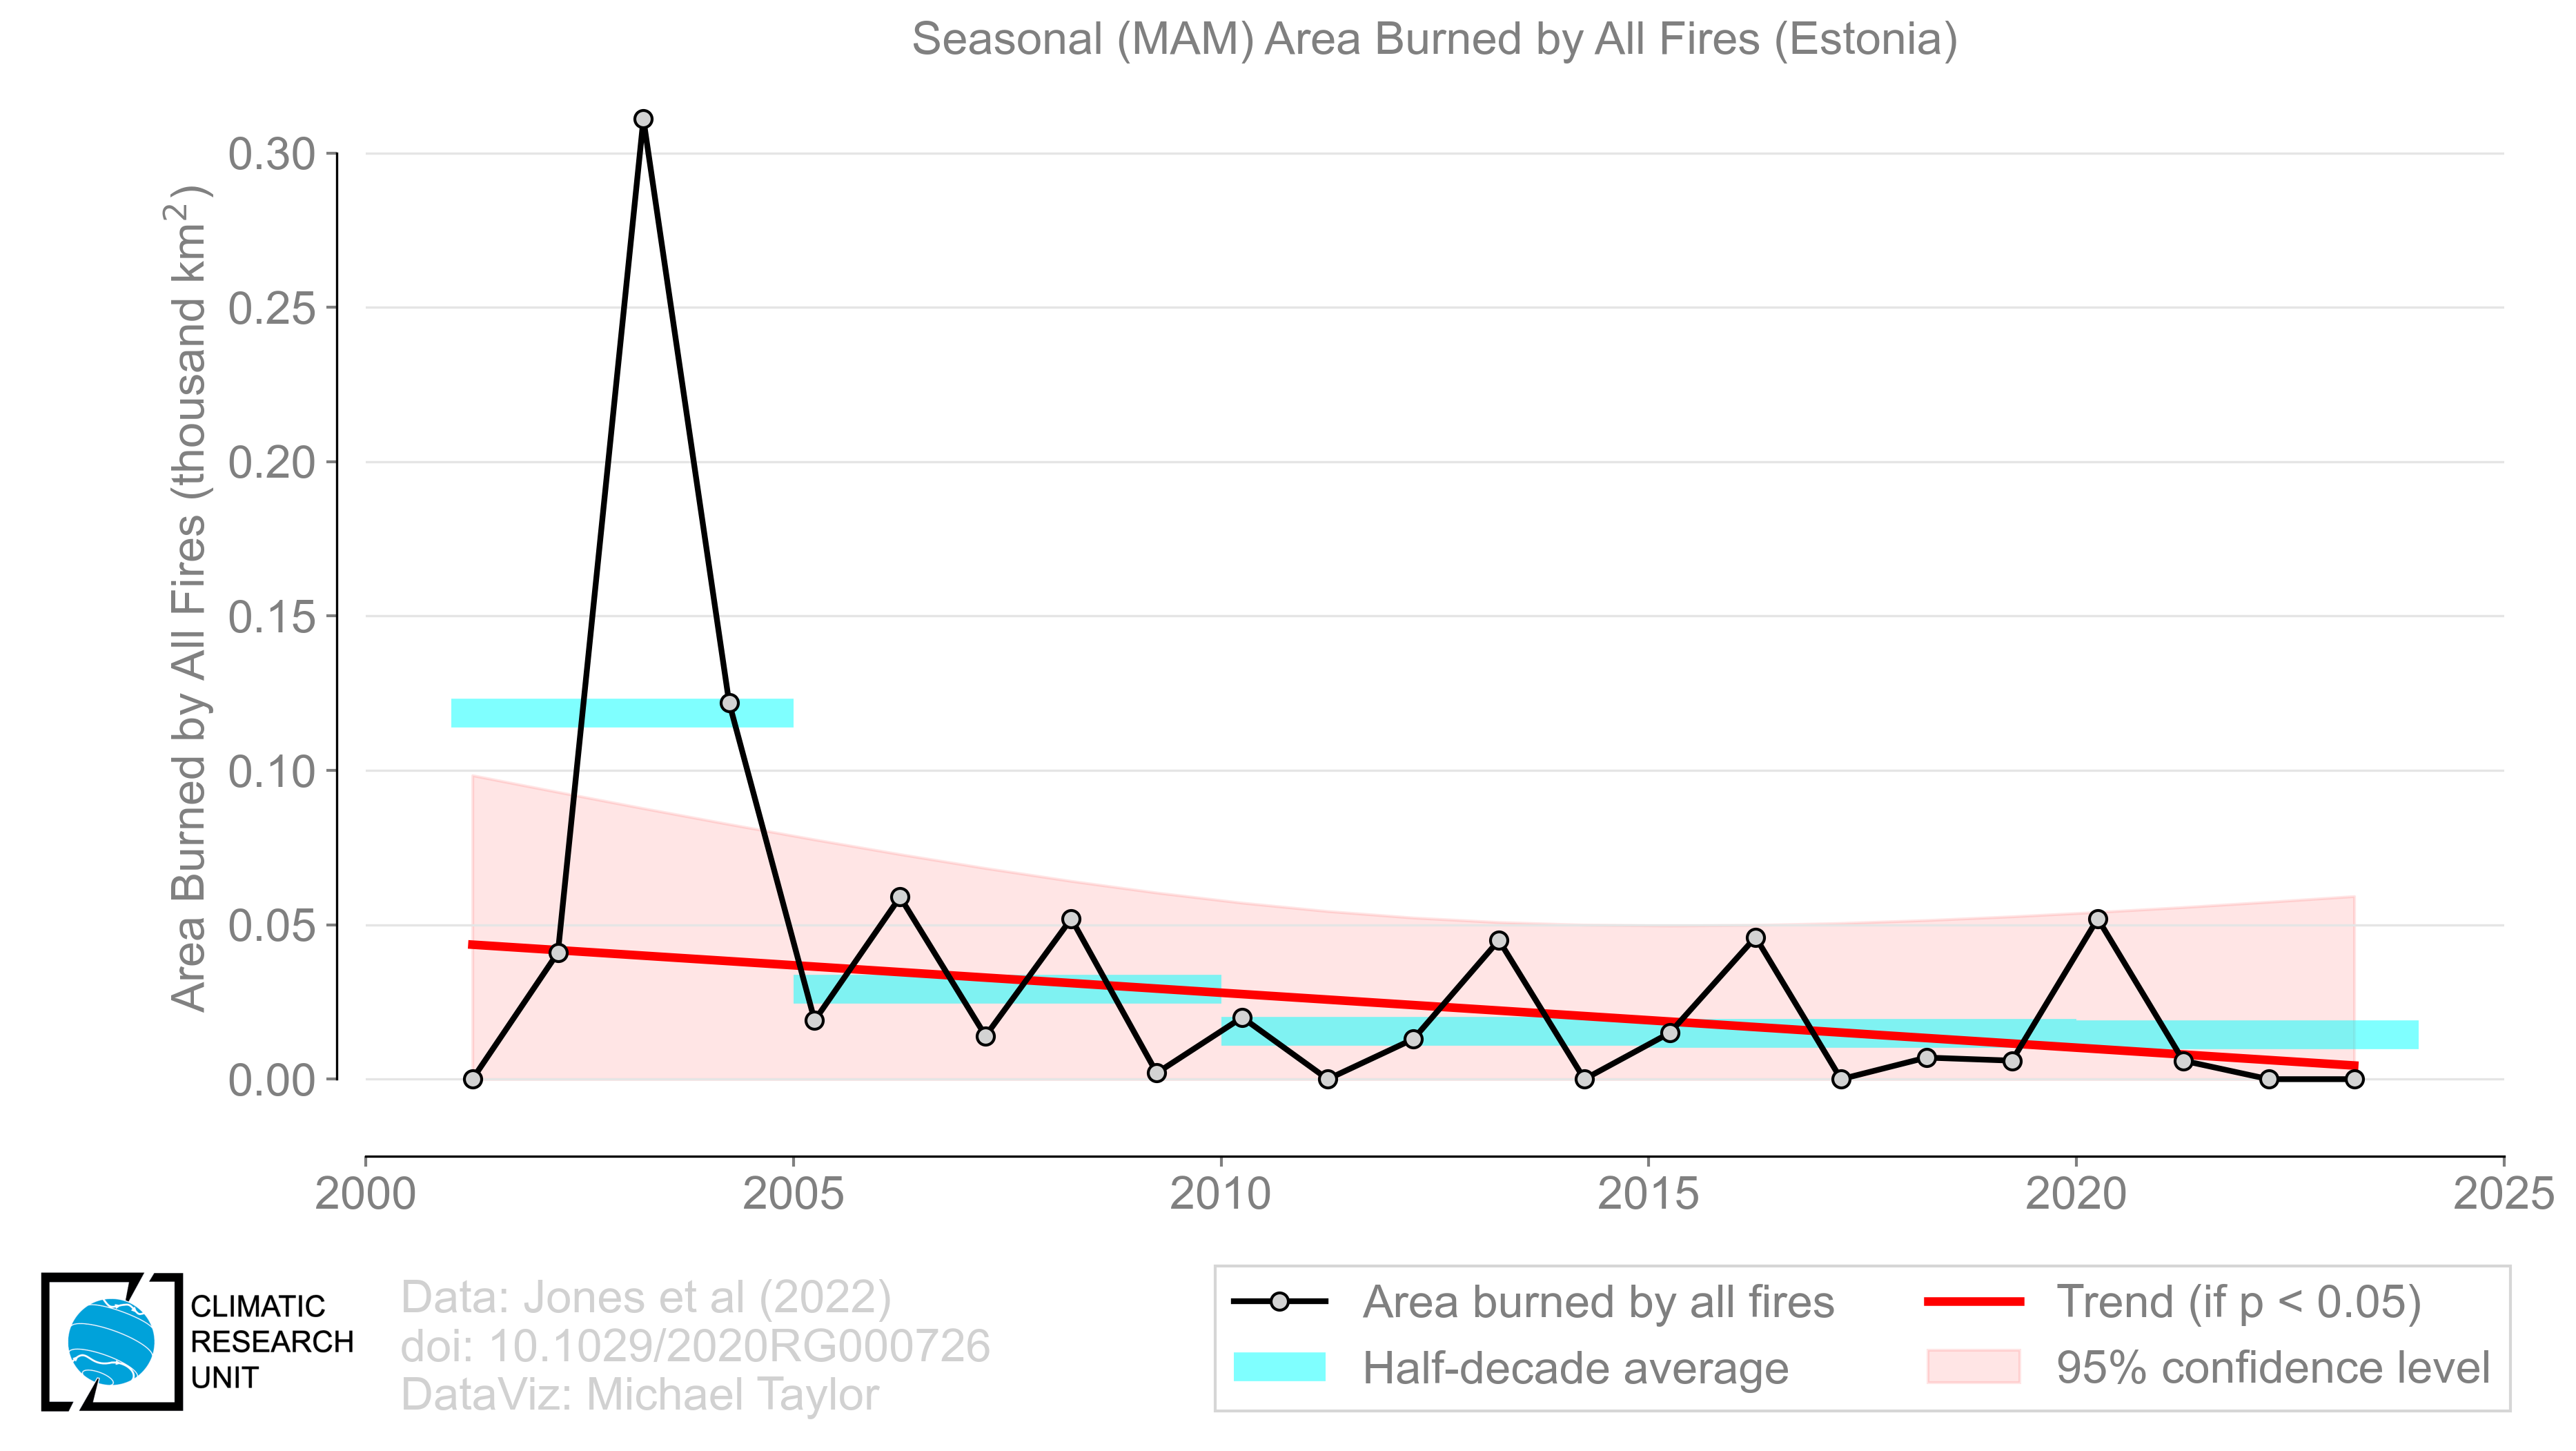 Seasonal (MAM) Area Burned by All Fires (Estonia)
Area Burned by All Fires (thousand km²)
0.30
0.25
0.20
0.15
0.10
0.05
0.00
2000
2005
2010
2015
2020
2025
CLIMATIC
RESEARCH
UNIT
Data: Jones et al (2022)
doi: 10.1029/2020RG000726
DataViz: Michael Taylor
Area burned by all fires
Half-decade average
Trend (if p < 0.05)
95% confidence level